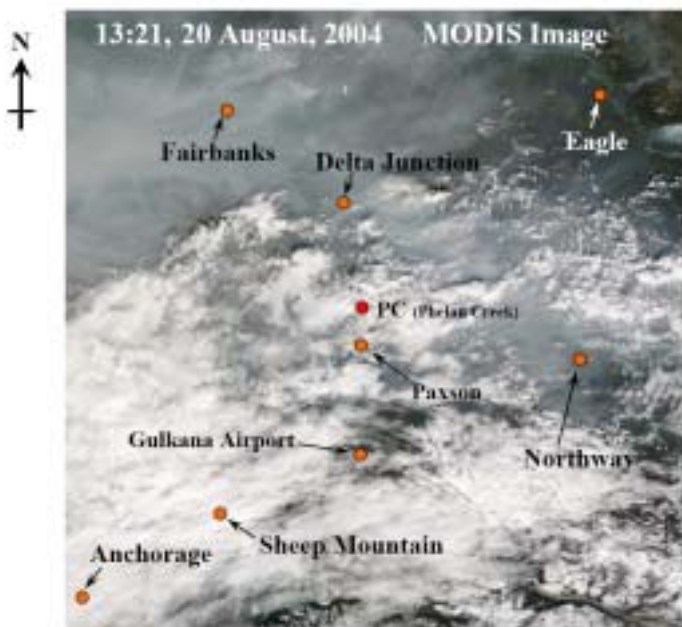 N
13:21, 20 August, 2004 MODIS Image
Fairbanks
Eagle
Delta Junction
PC (Phelan Creek)
Paxson
Gulkana Airport
Northway
Sheep Mountain
Anchorage